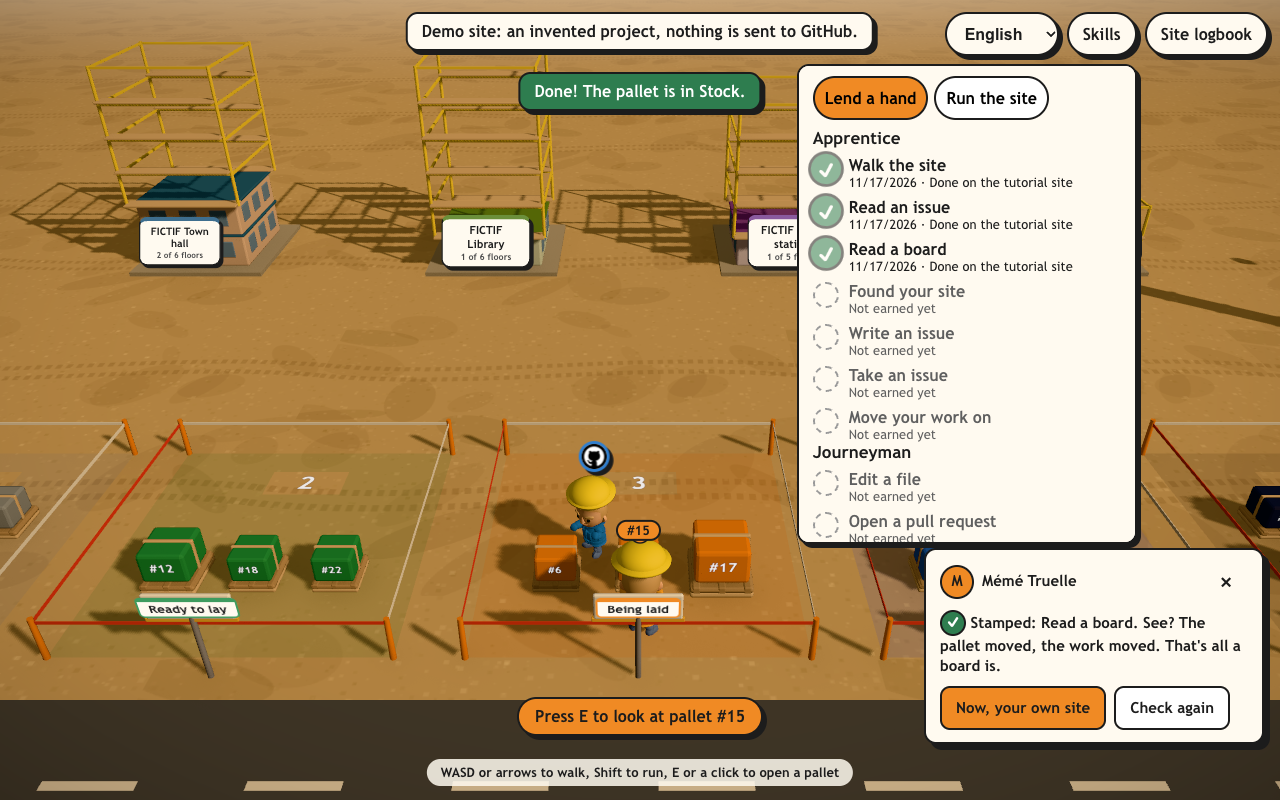 Demo site: an invented project, nothing is sent to GitHub.
English
Skills
Site logbook
Done! The pallet is in Stock.
Lend a hand
Run the site
Apprentice
Walk the site
11/17/2026 · Done on the tutorial site
Read an issue
11/17/2026 · Done on the tutorial site
Read a board
11/17/2026 · Done on the tutorial site
Found your site
Not earned yet
Write an issue
Not earned yet
Take an issue
Not earned yet
Move your work on
Not earned yet
Journeyman
Edit a file
Not earned yet
Open a pull request
Not earned yet
FICTIF Town
hall
2 of 6 floors
FICTIF
Library
1 of 6 floors
FICTIF
stati
1 of 5 f
2
3
#12
#18
#22
#6
#15
#17
Ready to lay
Being laid
M
Mémé Truelle
×
Stamped: Read a board. See? The
pallet moved, the work moved. That's all a
board is.
Now, your own site
Check again
Press E to look at pallet #15
WASD or arrows to walk, Shift to run, E or a click to open a pallet